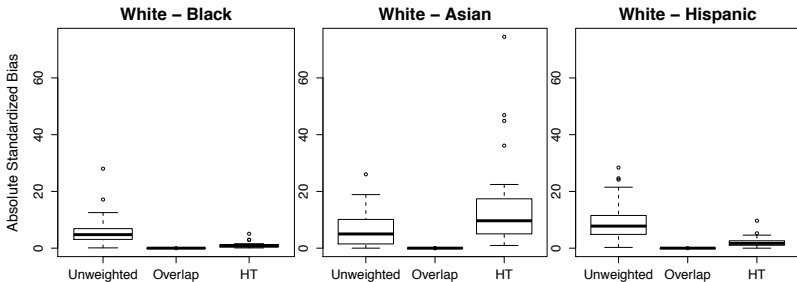 White – Black
White – Asian
White – Hispanic
Absolute Standardized Bias
60
40
20
0
Unweighted
Overlap
HT
60
40
20
0
Unweighted
Overlap
HT
60
40
20
0
Unweighted
Overlap
HT